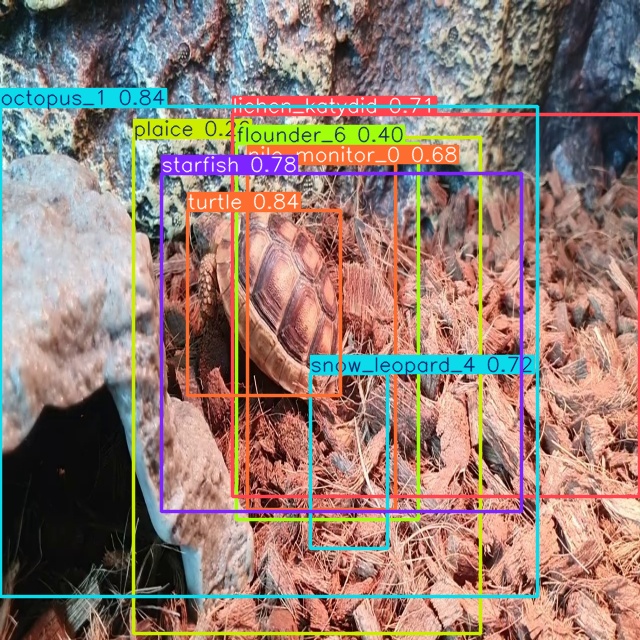 octopus_1 0.84
lichen_katydid 0.71
plaice 0.2
flounder_6 0.40
nile_monitor_0 0.68
starfish 0.78
turtle 0.84
snow_leopard_4 0.72